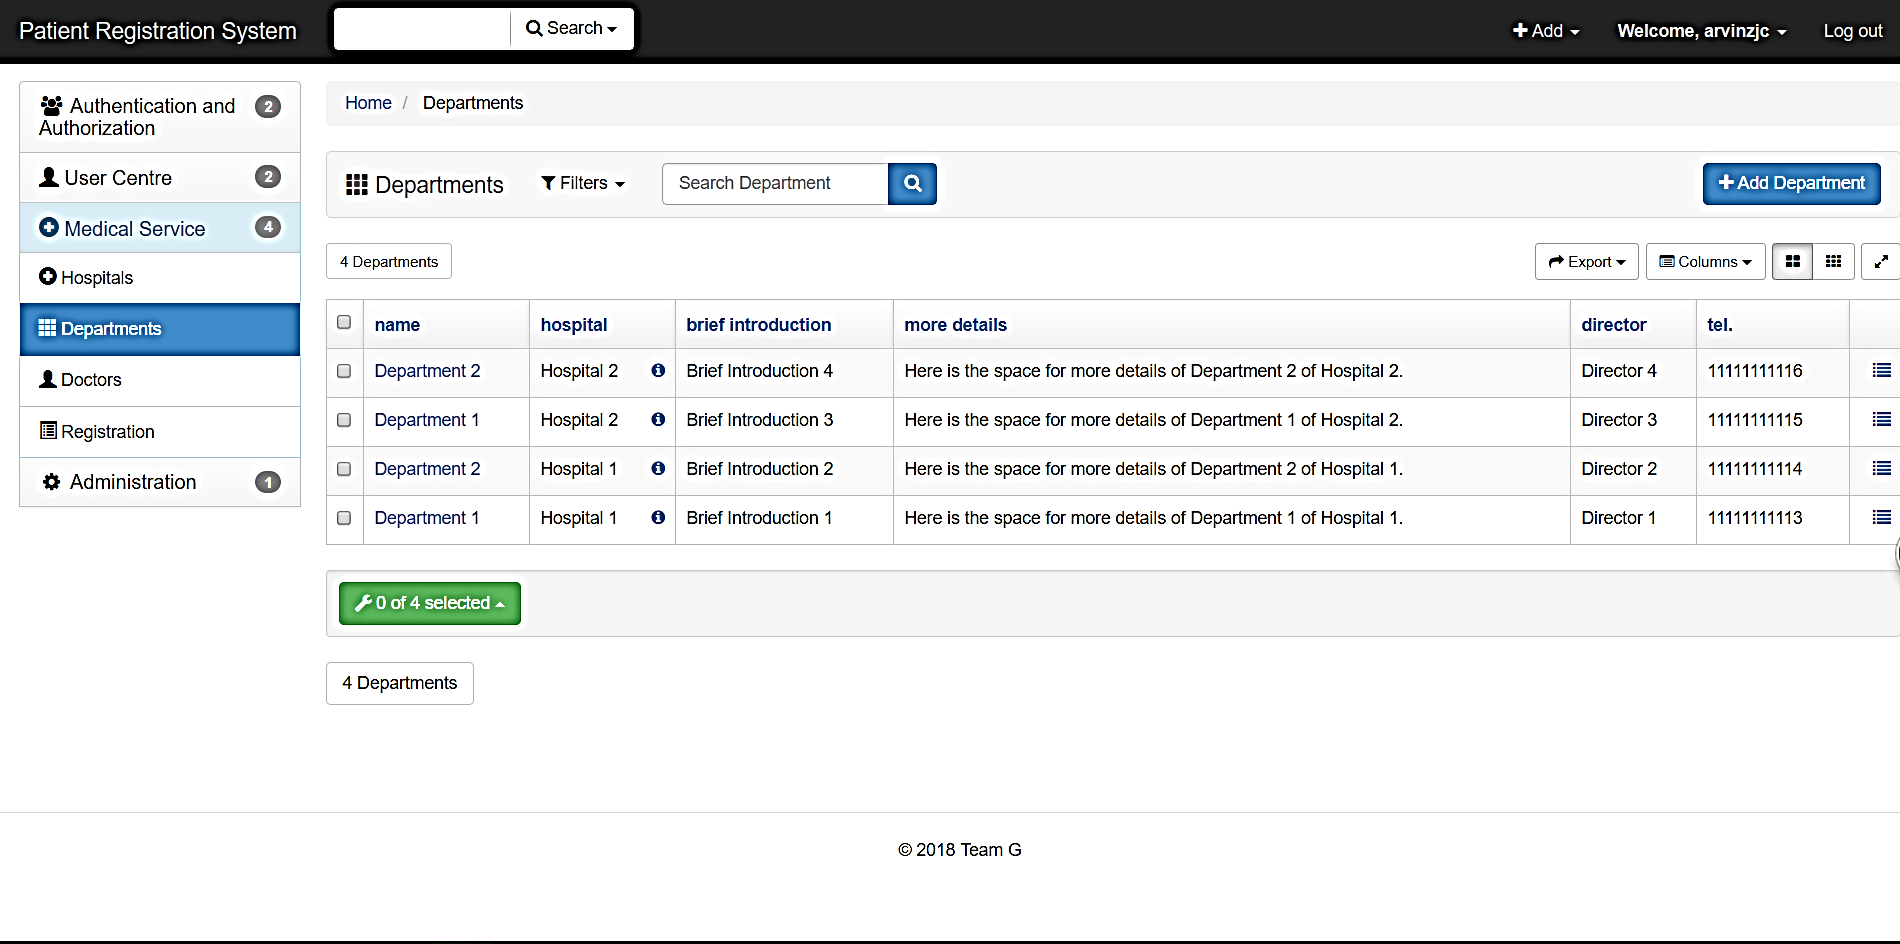 Patient Registration System
Search
Add
Welcome, arvinzjc
Log out
Authentication and
Authorization
2
User Centre
2
Medical Service
4
Hospitals
Departments
Doctors
Registration
Administration
1
Home / Departments
Departments
Filters
Search Department
Add Department
4 Departments
Export
Columns
name hospital brief introduction more details director tel.
Department 2 Hospital 2 Brief Introduction 4 Here is the space for more details of Department 2 of Hospital 2. Director 4 11111111116
Department 1 Hospital 2 Brief Introduction 3 Here is the space for more details of Department 1 of Hospital 2. Director 3 11111111115
Department 2 Hospital 1 Brief Introduction 2 Here is the space for more details of Department 2 of Hospital 1. Director 2 11111111114
Department 1 Hospital 1 Brief Introduction 1 Here is the space for more details of Department 1 of Hospital 1. Director 1 11111111113
0 of 4 selected
4 Departments
© 2018 Team G